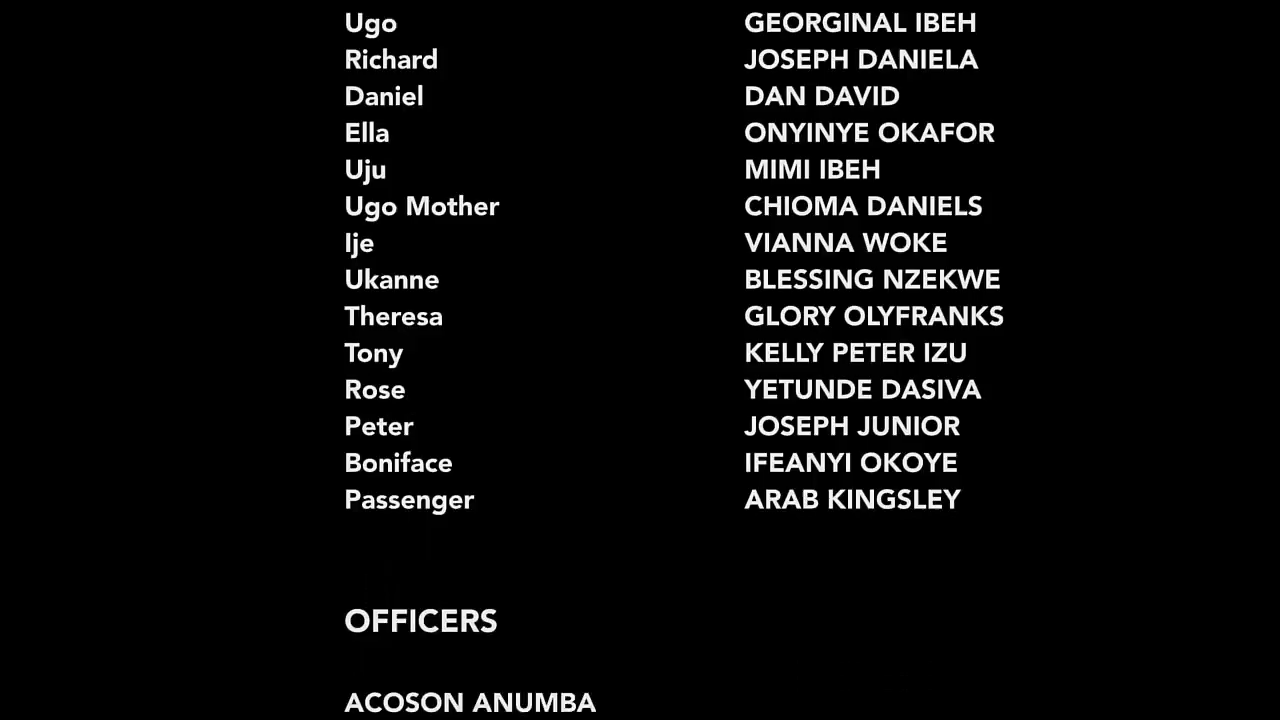 Ugo GEORGINAL IBEH
Richard JOSEPH DANIELA
Daniel DAN DAVID
Ella ONYINYE OKAFOR
Uju MIMI IBEH
Ugo Mother CHIOMA DANIELS
Ije VIANNA WOKE
Ukanne BLESSING NZEKWE
Theresa GLORY OLYFRANKS
Tony KELLY PETER IZU
Rose YETUNDE DASIVA
Peter JOSEPH JUNIOR
Boniface IFEANYI OKOYE
Passenger ARAB KINGSLEY
OFFICERS
ACOSON ANUMBA